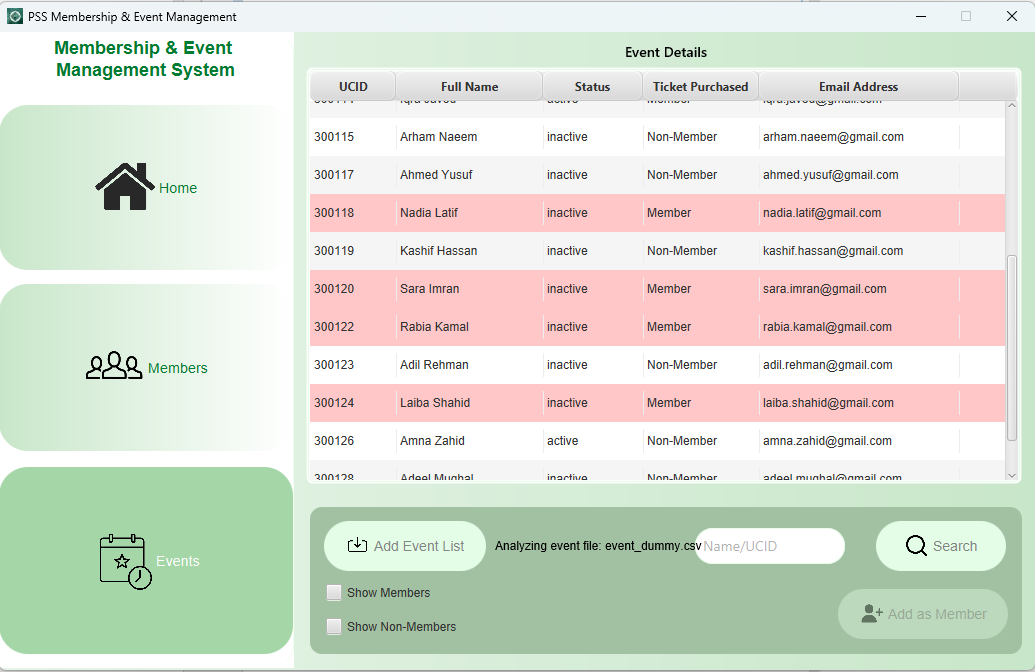 PSS Membership & Event Management
Membership & Event
Management System
Home
Members
Events
Event Details
UCID Full Name Status Ticket Purchased Email Address
active Member iqra.javed@gmail.com
300115 Arham Naeem inactive Non-Member arham.naeem@gmail.com
300117 Ahmed Yusuf inactive Non-Member ahmed.yusuf@gmail.com
300118 Nadia Latif inactive Member nadia.latif@gmail.com
300119 Kashif Hassan inactive Non-Member kashif.hassan@gmail.com
300120 Sara Imran inactive Member sara.imran@gmail.com
300122 Rabia Kamal inactive Member rabia.kamal@gmail.com
300123 Adil Rehman inactive Non-Member adil.rehman@gmail.com
300124 Laiba Shahid inactive Member laiba.shahid@gmail.com
300126 Amna Zahid active Non-Member amna.zahid@gmail.com
300128 Adeel Mughal inactive Non-Member adeel.mughal@gmail.com
Add Event List Analyzing event file: event_dummy.csv Name/UCID Search
Show Members
Show Non-Members
Add as Member